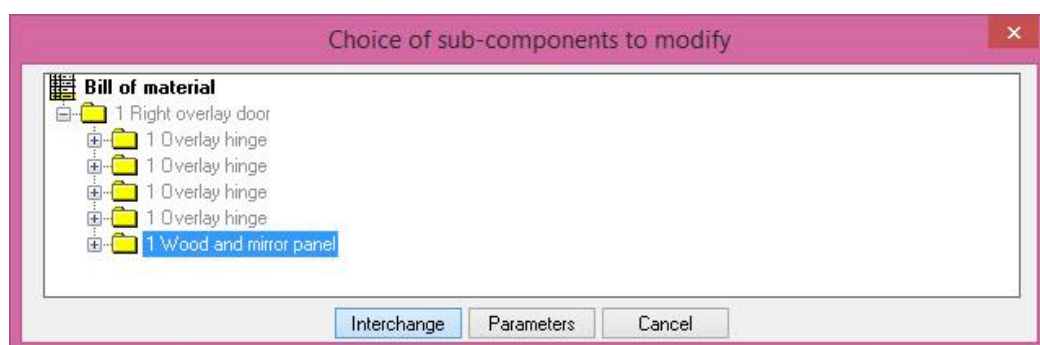 Choice of sub-components to modify
Bill of material
1 Right overlay door
1 Overlay hinge
1 Overlay hinge
1 Overlay hinge
1 Overlay hinge
1 Wood and mirror panel
Interchange Parameters Cancel